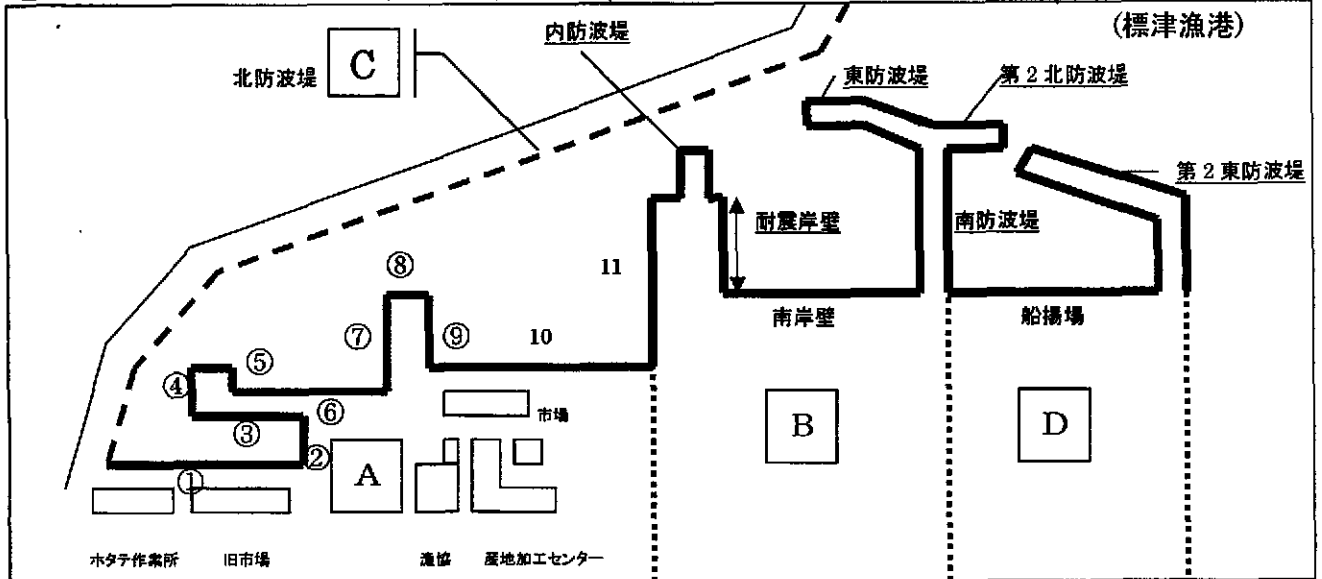 (標津漁港)
内防波堤
北防波堤
C
東防波堤
第2北防波堤
第2東防波堤
耐震岸壁
南防波堤
⑧
11
南岸壁
船揚場
⑦
⑨
10
⑤
④
⑥
市場
③
②
①
A
B
D
ホタテ作業所
旧市場
漁協
産地加工センター